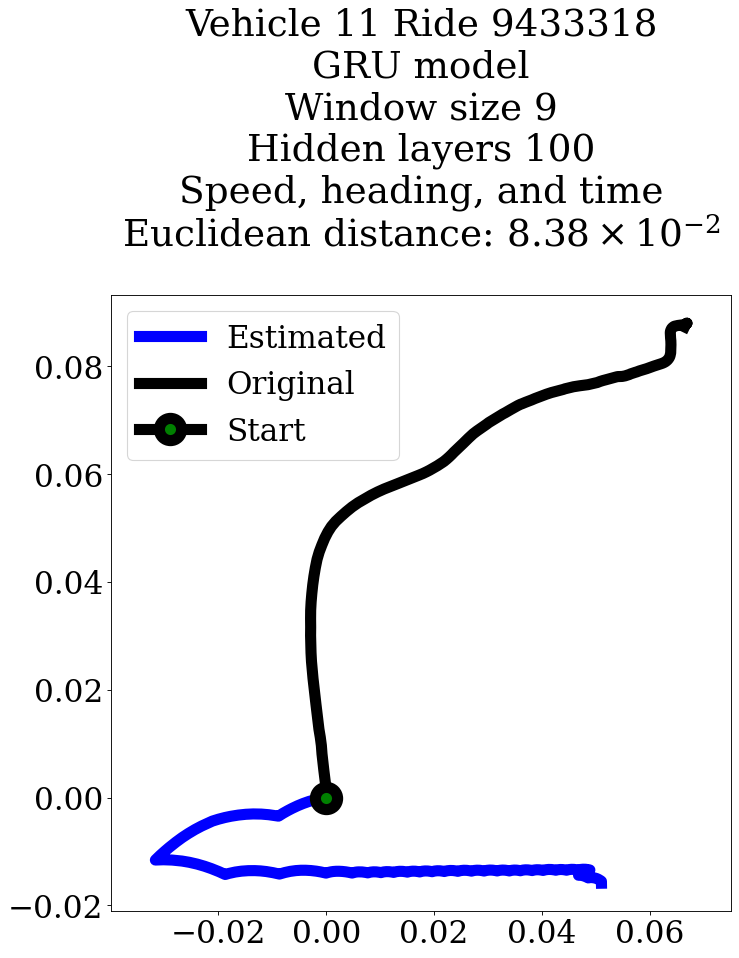 Vehicle 11 Ride 9433318
GRU model
Window size 9
Hidden layers 100
Speed, heading, and time
Euclidean distance: 8.38 × 10⁻²
Estimated
Original
Start
0.08
0.06
0.04
0.02
0.00
−0.02
−0.02 0.00 0.02 0.04 0.06